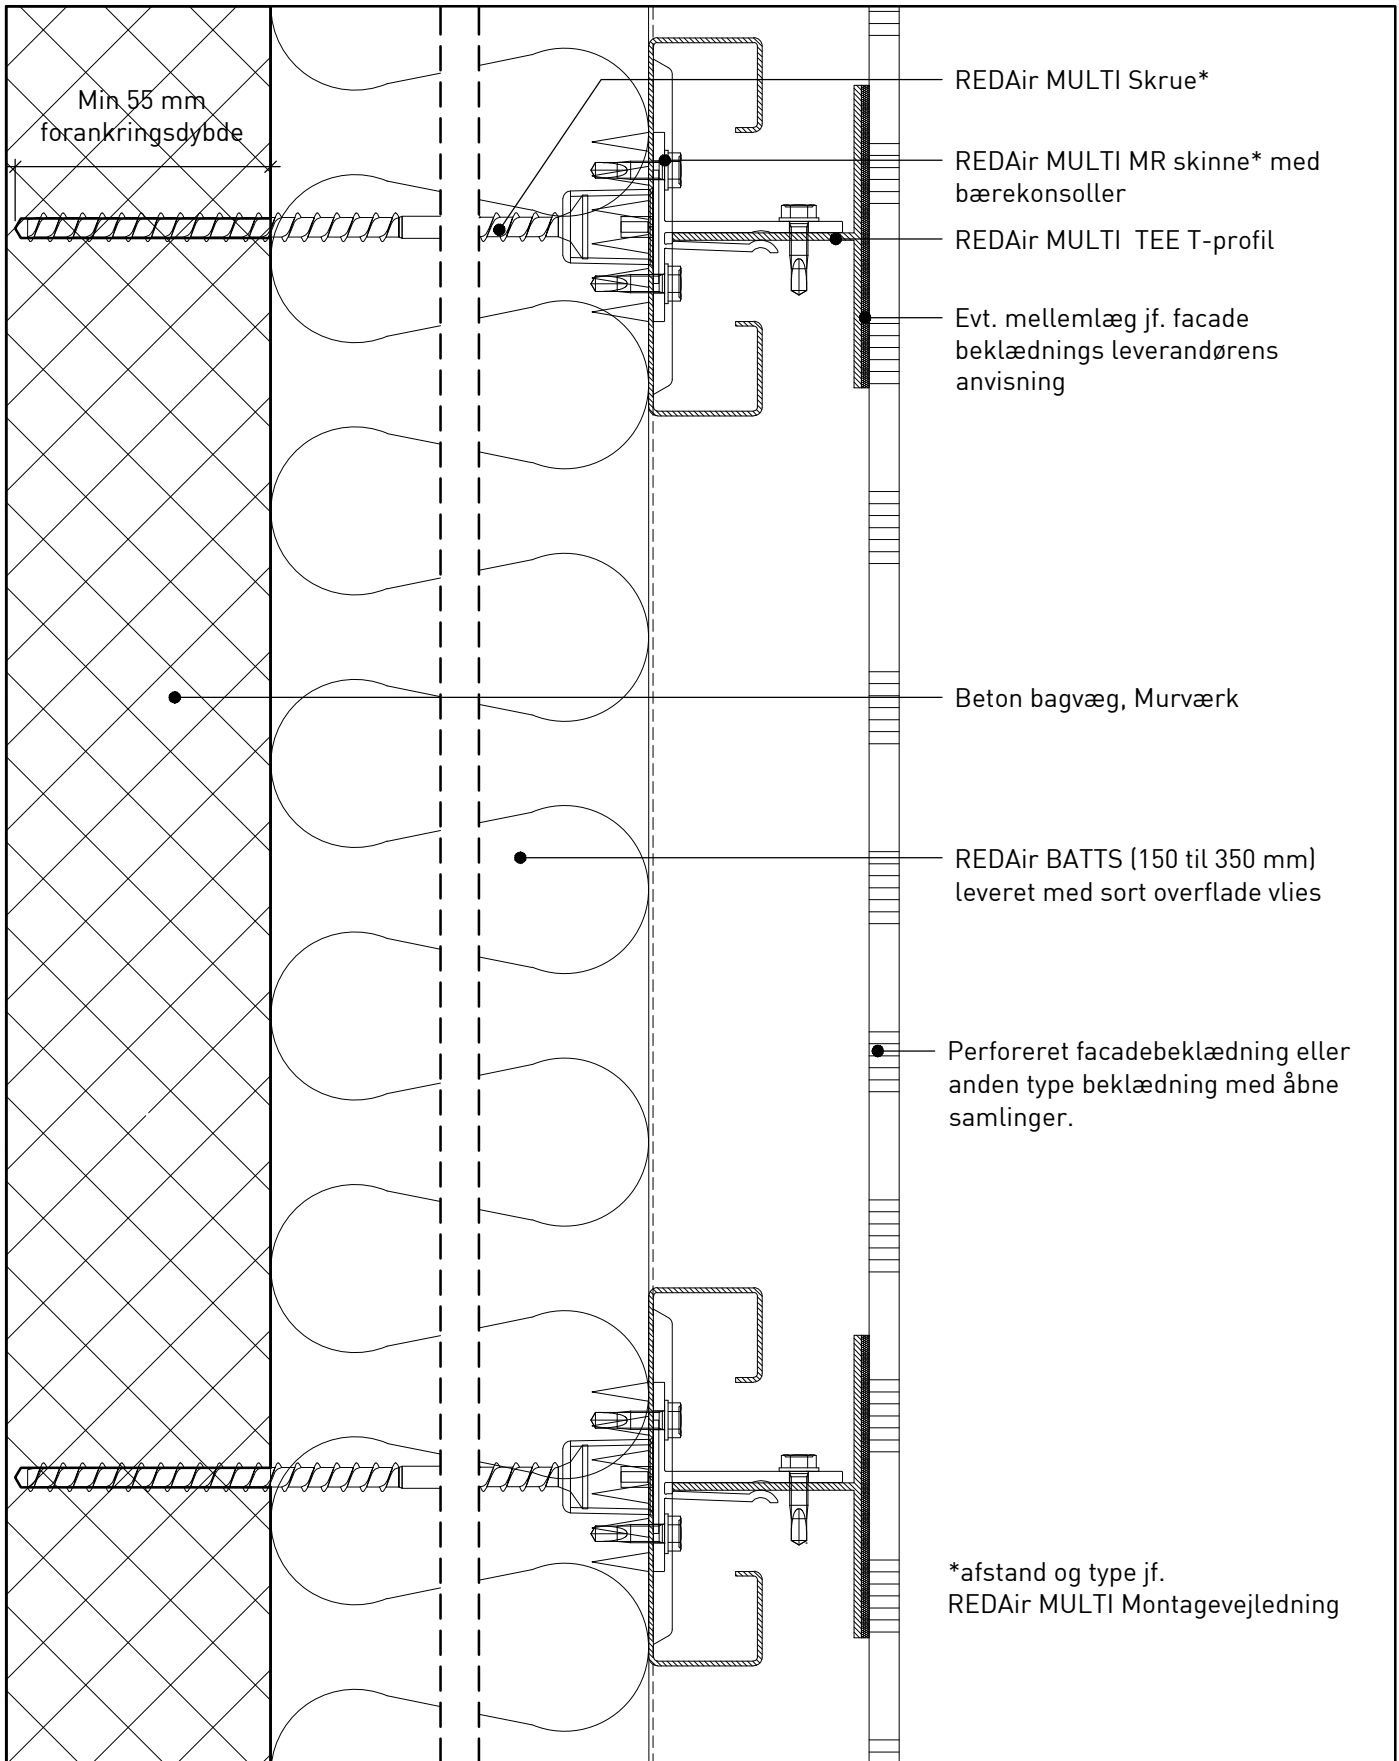 Min 55 mm
forankringsdybde
REDAir MULTI Skrue*
REDAir MULTI MR skinne* med
bærekonsoller
REDAir MULTI  TEE T-profil
Evt. mellemlæg jf. facade
beklædnings leverandørens
anvisning
Beton bagvæg, Murværk
REDAir BATTS (150 til 350 mm)
leveret med sort overflade vlies
Perforeret facadebeklædning eller
anden type beklædning med åbne
samlinger.
*afstand og type jf.
REDAir MULTI Montagevejledning